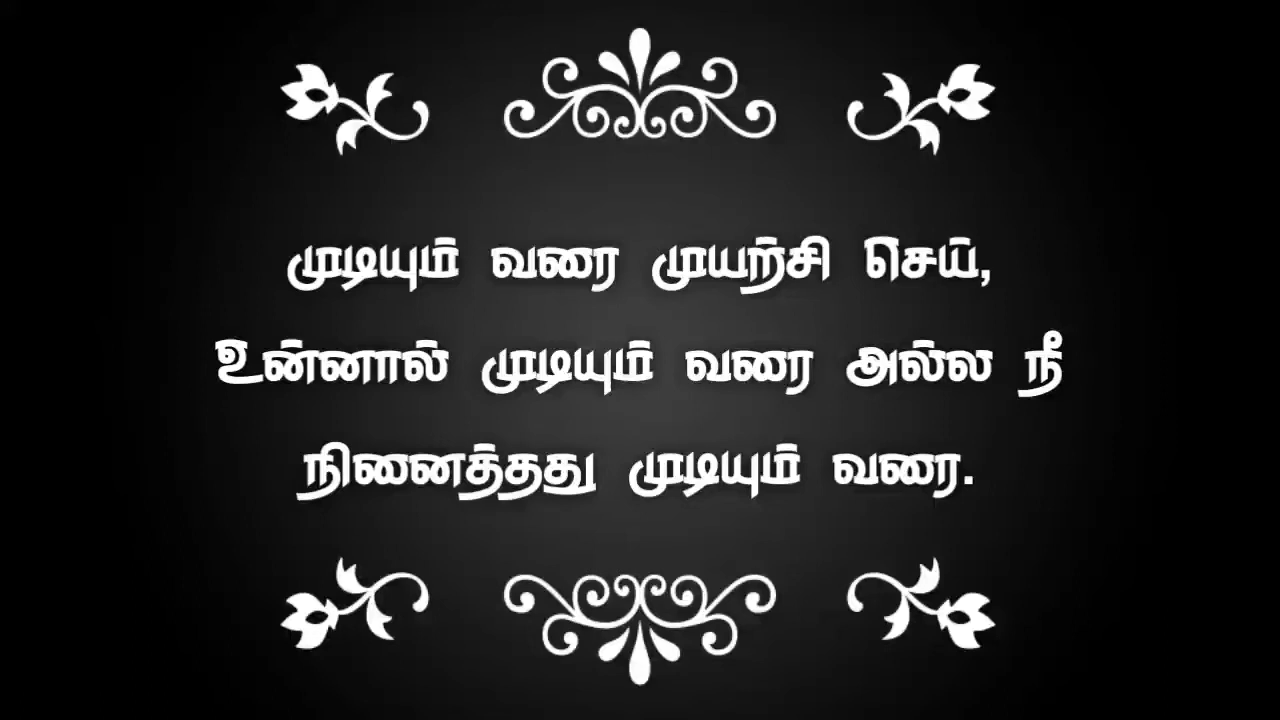 முடியும் வரை முயற்சி செய்,
உன்னால் முடியும் வரை அல்ல நீ
நினைத்தது முடியும் வரை.